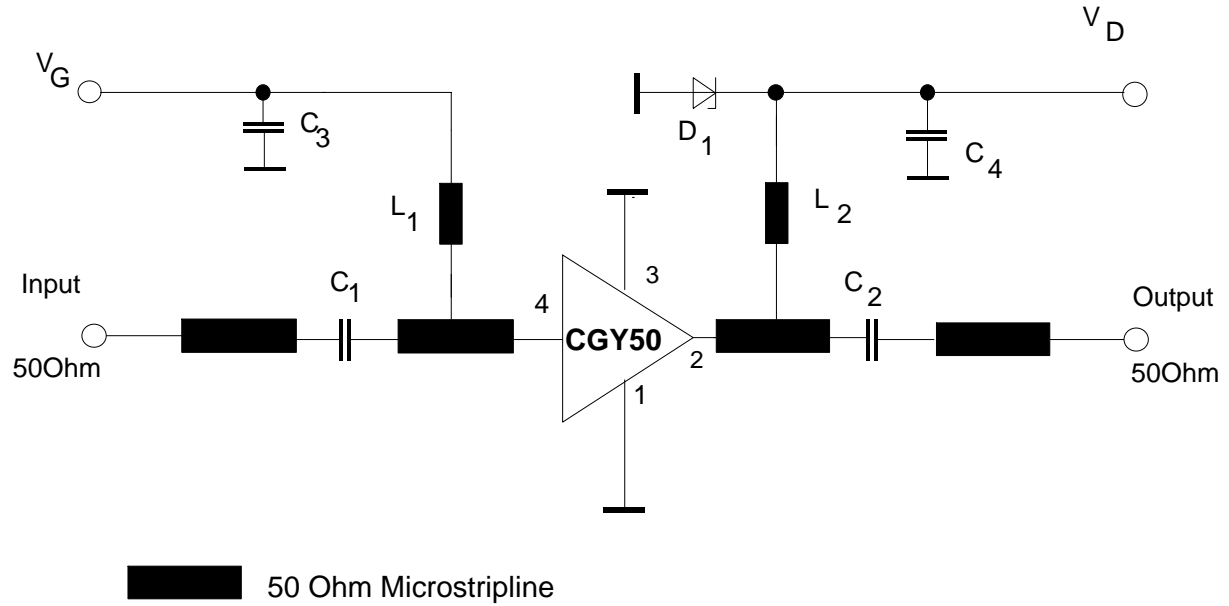 V D
V G
C 3
D 1
C 4
L 1
L 2
3
Input
C 1
4
C 2
Output
CGY50
2
50Ohm
1
50Ohm
50 Ohm Microstripline